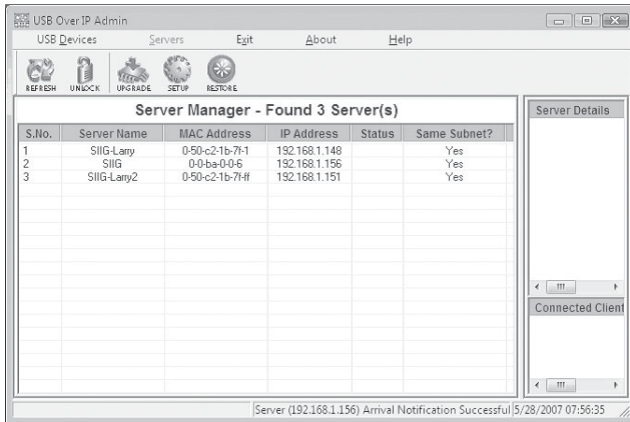 USB Over IP Admin
USB Devices Servers Exit About Help
REFRESH UNLOCK UPGRADE SETUP RESTORE
Server Manager - Found 3 Server(s)
S.No. Server Name MAC Address IP Address Status Same Subnet?
1 SIIG-Larry 0-50-c2-1b-7f-1 192.168.1.148 Yes
2 SIIG 0-0-ba-0-0-6 192.168.1.156 Yes
3 SIIG-Larry2 0-50-c2-1b-7f-ff 192.168.1.151 Yes
Server Details
Connected Client
Server (192.168.1.156) Arrival Notification Successful 5/28/2007 07:56:35